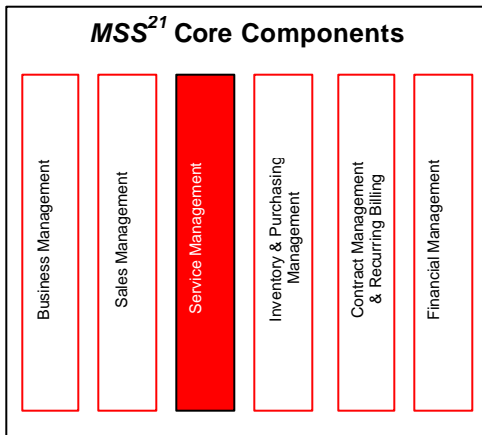 MSS²¹ Core Components
Business Management
Sales Management
Service Management
Inventory & Purchasing
Management
Contract Management
& Recurring Billing
Financial Management